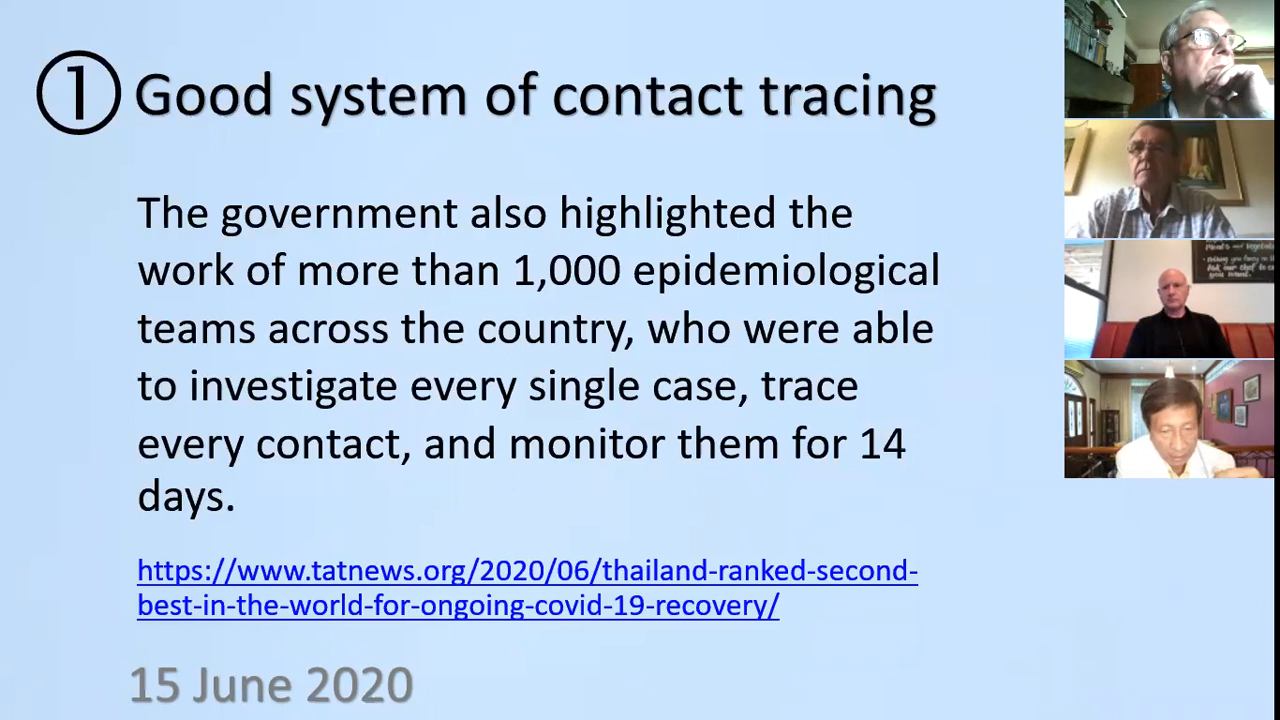 ① Good system of contact tracing
The government also highlighted the
work of more than 1,000 epidemiological
teams across the country, who were able
to investigate every single case, trace
every contact, and monitor them for 14
days.
https://www.tatnews.org/2020/06/thailand-ranked-second-
best-in-the-world-for-ongoing-covid-19-recovery/
15 June 2020